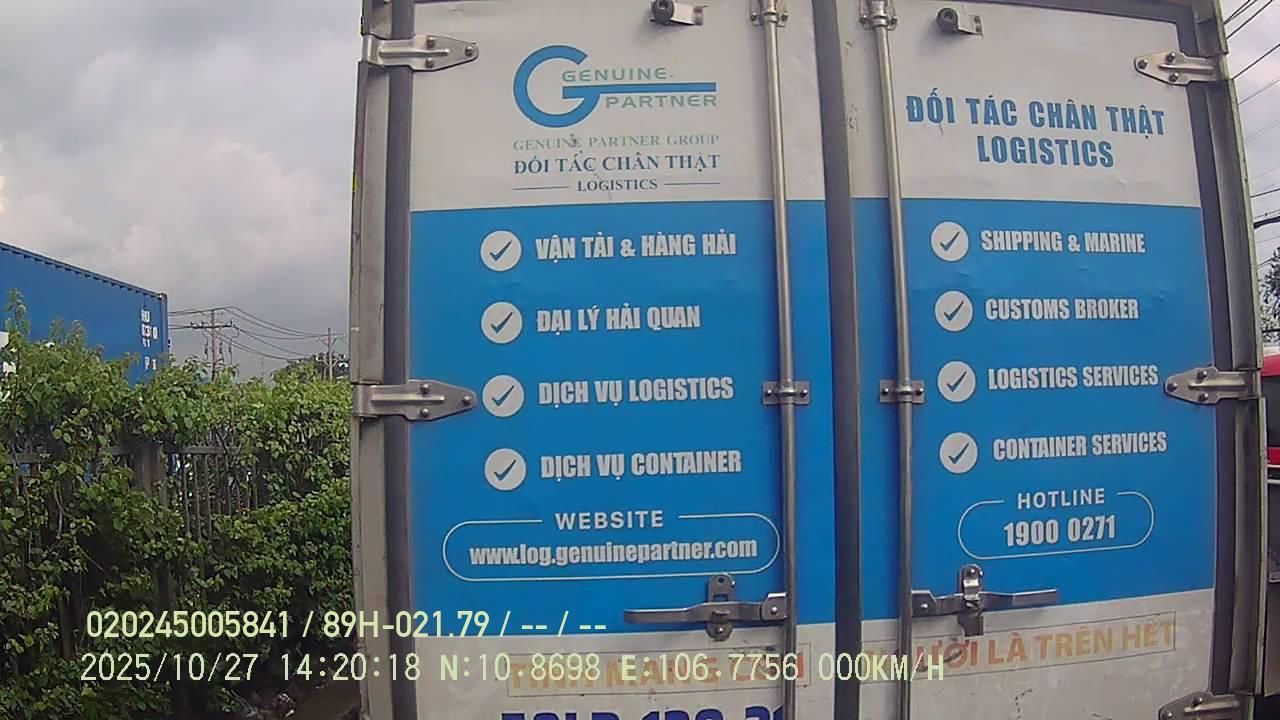 GENUINE
PARTNER
GENUINE PARTNER GROUP
ĐỐI TÁC CHÂN THẬT
LOGISTICS
VẬN TẢI & HÀNG HẢI
ĐẠI LÝ HẢI QUAN
DỊCH VỤ LOGISTICS
DỊCH VỤ CONTAINER
WEBSITE
www.log.genuinepartner.com
ĐỐI TÁC CHÂN THẬT
LOGISTICS
SHIPPING & MARINE
CUSTOMS BROKER
LOGISTICS SERVICES
CONTAINER SERVICES
HOTLINE
1900 0271
TÍNH MẠNG LÀ TRÊN HẾT
020245005841 / 89H-021.79 / -- / --
2025/10/27 14:20:18 N:10.8698 E:106.7756 000KM/H